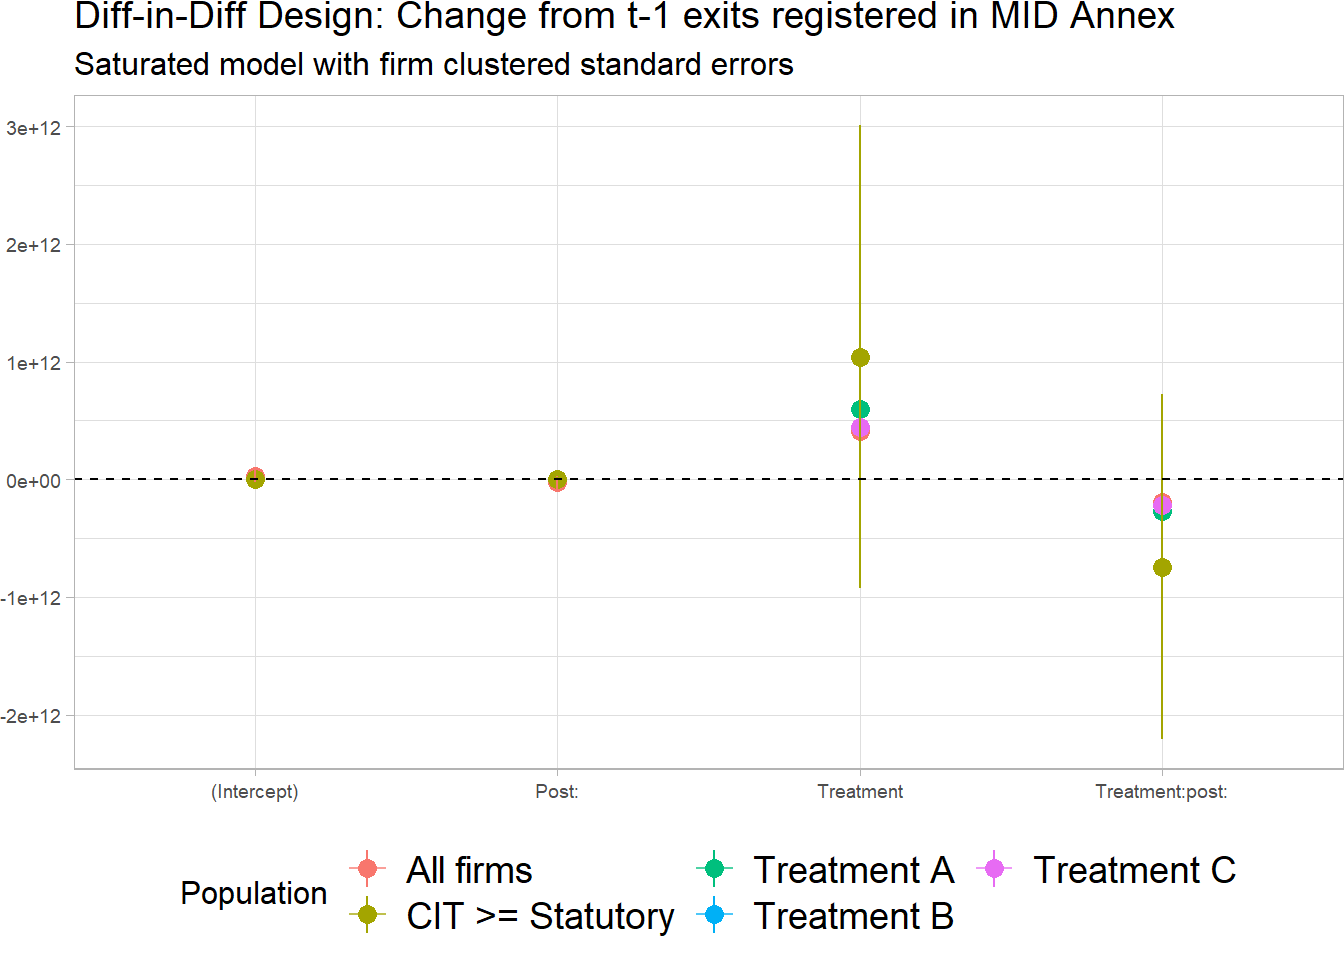 Diff-in-Diff Design: Change from t-1 exits registered in MID Annex
Saturated model with firm clustered standard errors
3e+12
2e+12
1e+12
0e+00
-1e+12
-2e+12
(Intercept)
Post:
Treatment
Treatment:post:
Population
All firms
CIT >= Statutory
Treatment A
Treatment B
Treatment C